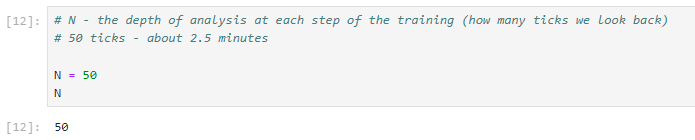 [12]: # N - the depth of analysis at each step of the training (how many ticks we look back)
# 50 ticks - about 2.5 minutes
N = 50
N
[12]: 50